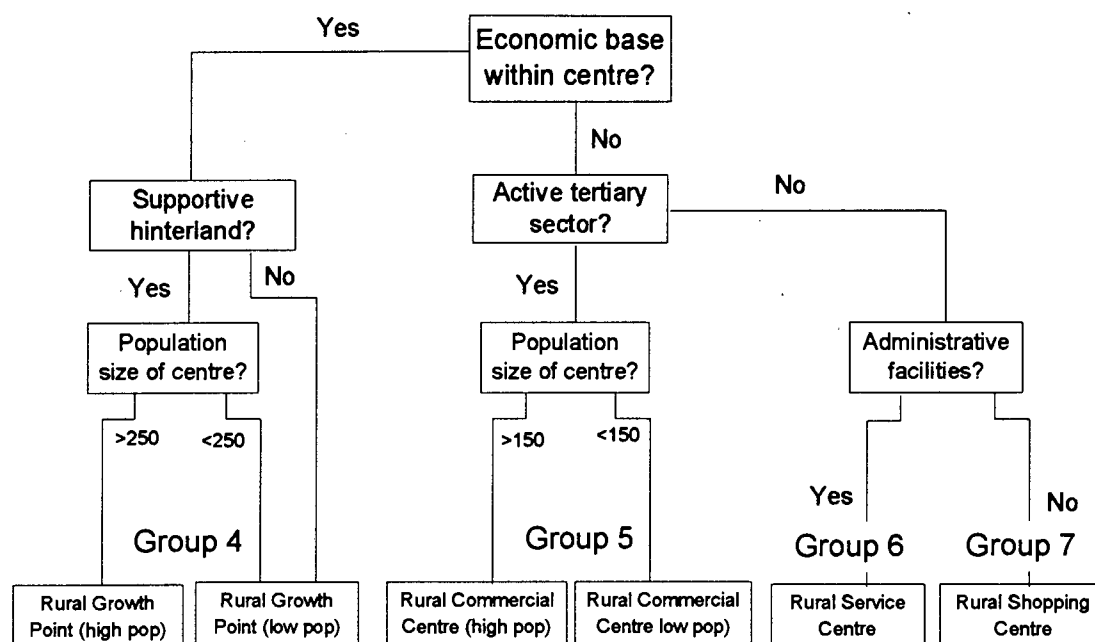 Yes
Economic base
within centre?
No
Supportive
hinterland?
Active tertiary
sector?
No
Yes
No
Yes
Population
size of centre?
Population
size of centre?
Administrative
facilities?
>250
<250
>150
<150
Yes
No
Group 4
Group 5
Group 6
Group 7
Rural Growth
Point (high pop)
Rural Growth
Point (low pop)
Rural Commercial
Centre (high pop)
Rural Commercial
Centre low pop)
Rural Service
Centre
Rural Shopping
Centre